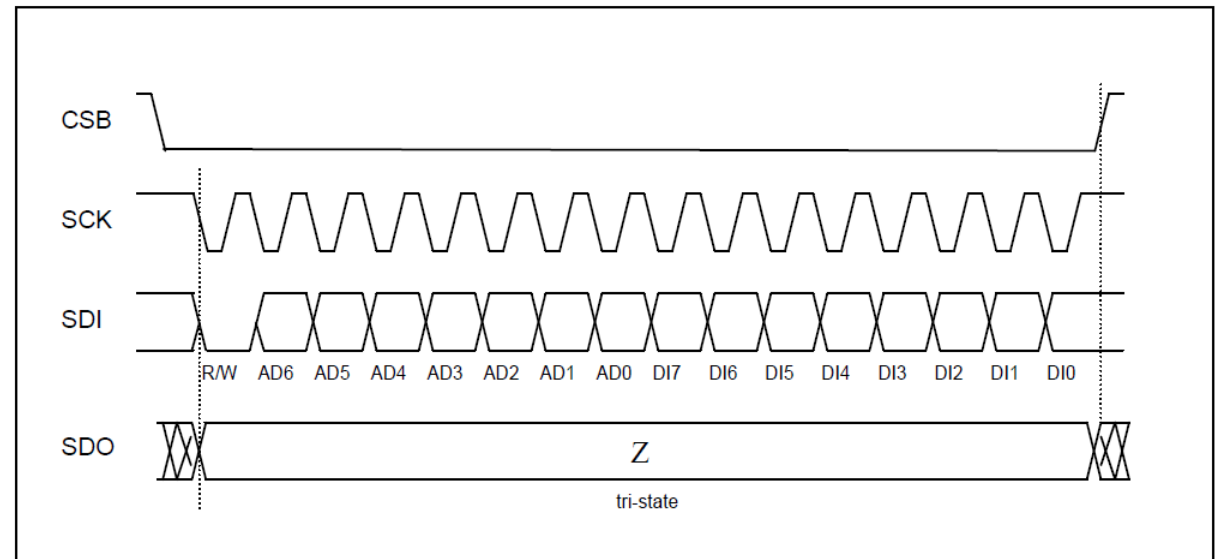 CSB
SCK
SDI
R/W AD6 AD5 AD4 AD3 AD2 AD1 AD0 DI7 DI6 DI5 DI4 DI3 DI2 DI1 DI0
SDO
Z
tri-state